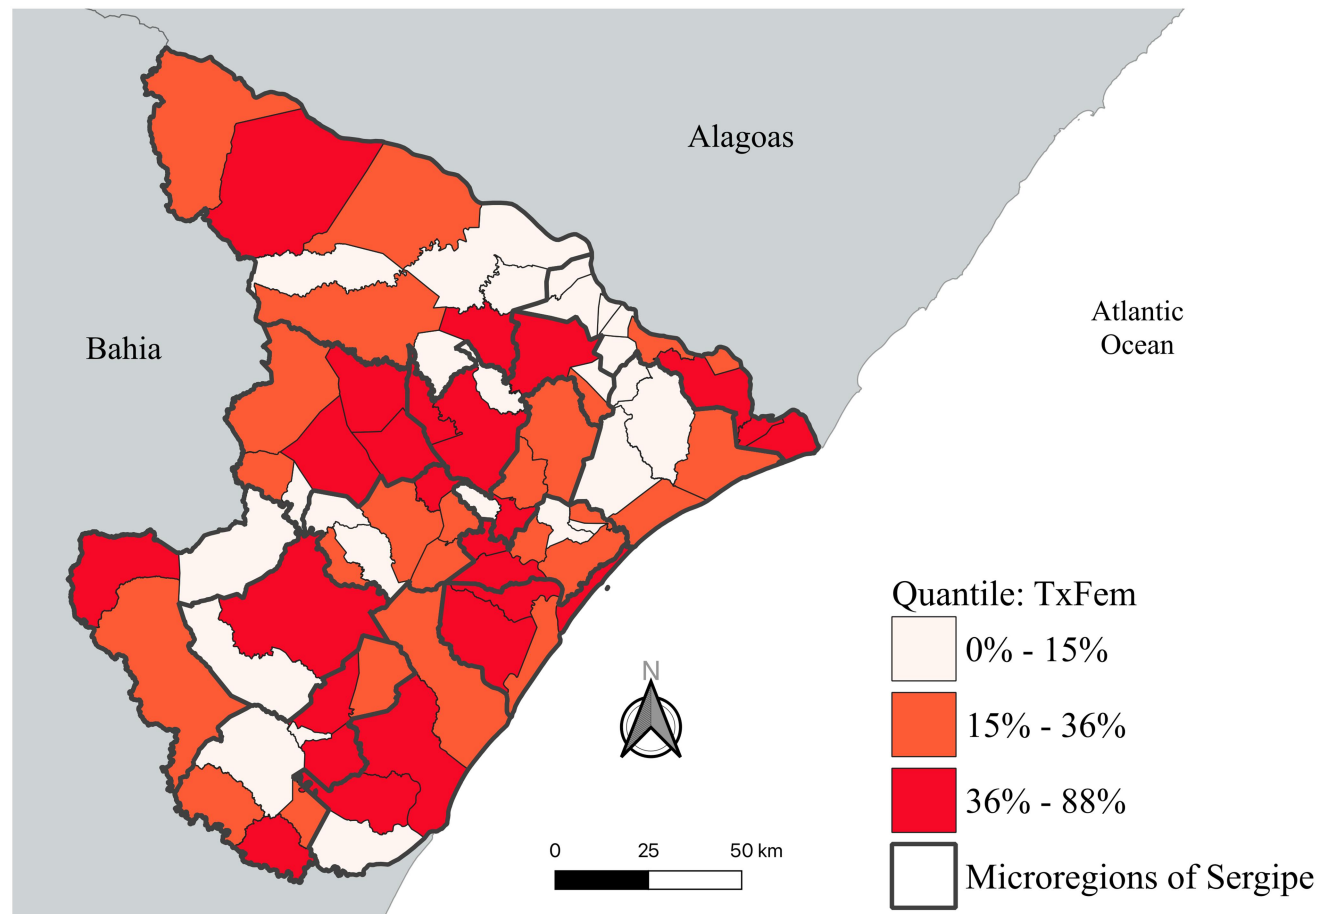 Alagoas
Atlantic
Ocean
Bahia
Quantile: TxFem
0% - 15%
15% - 36%
36% - 88%
Microregions of Sergipe
N
0 25 50 km